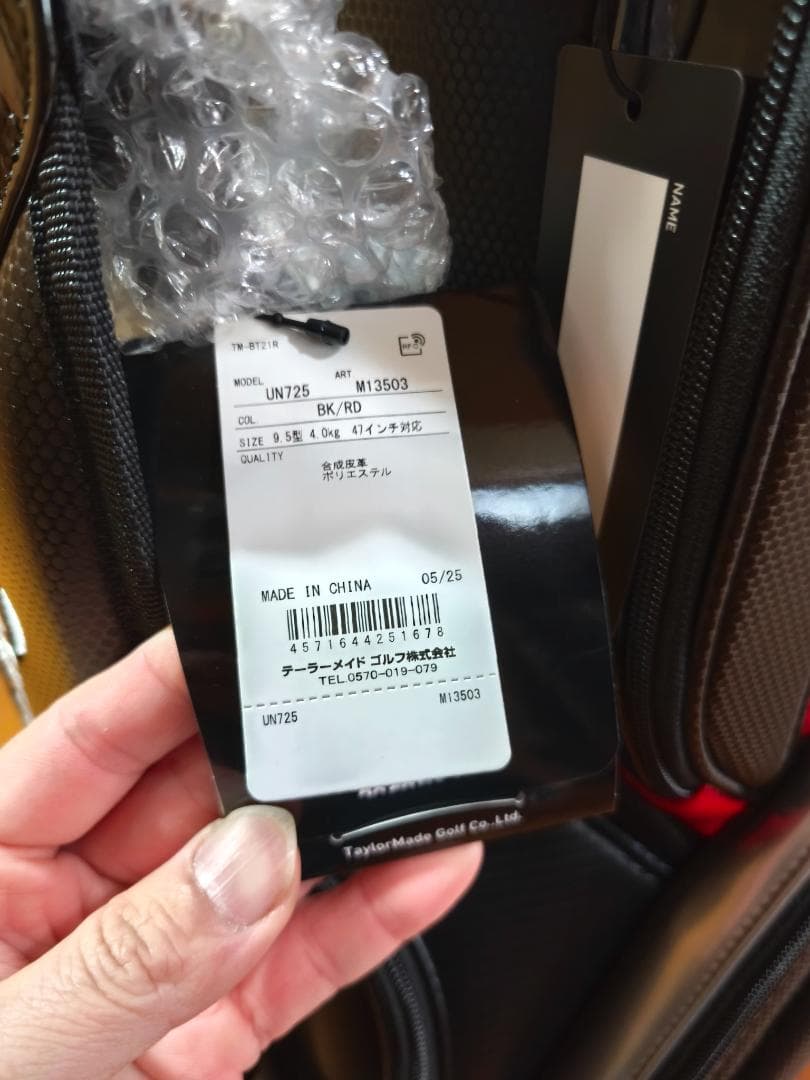 NAME
TM-BT21R
RFID
MODEL UN725 ART M13503
COL. BK/RD
SIZE 9.5型 4.0kg 47インチ対応
QUALITY 合成皮革
ポリエステル
MADE IN CHINA 05/25
4571644251678
テーラーメイド ゴルフ株式会社
TEL.0570-019-079
UN725 M13503
TaylorMade Golf Co.,Ltd.